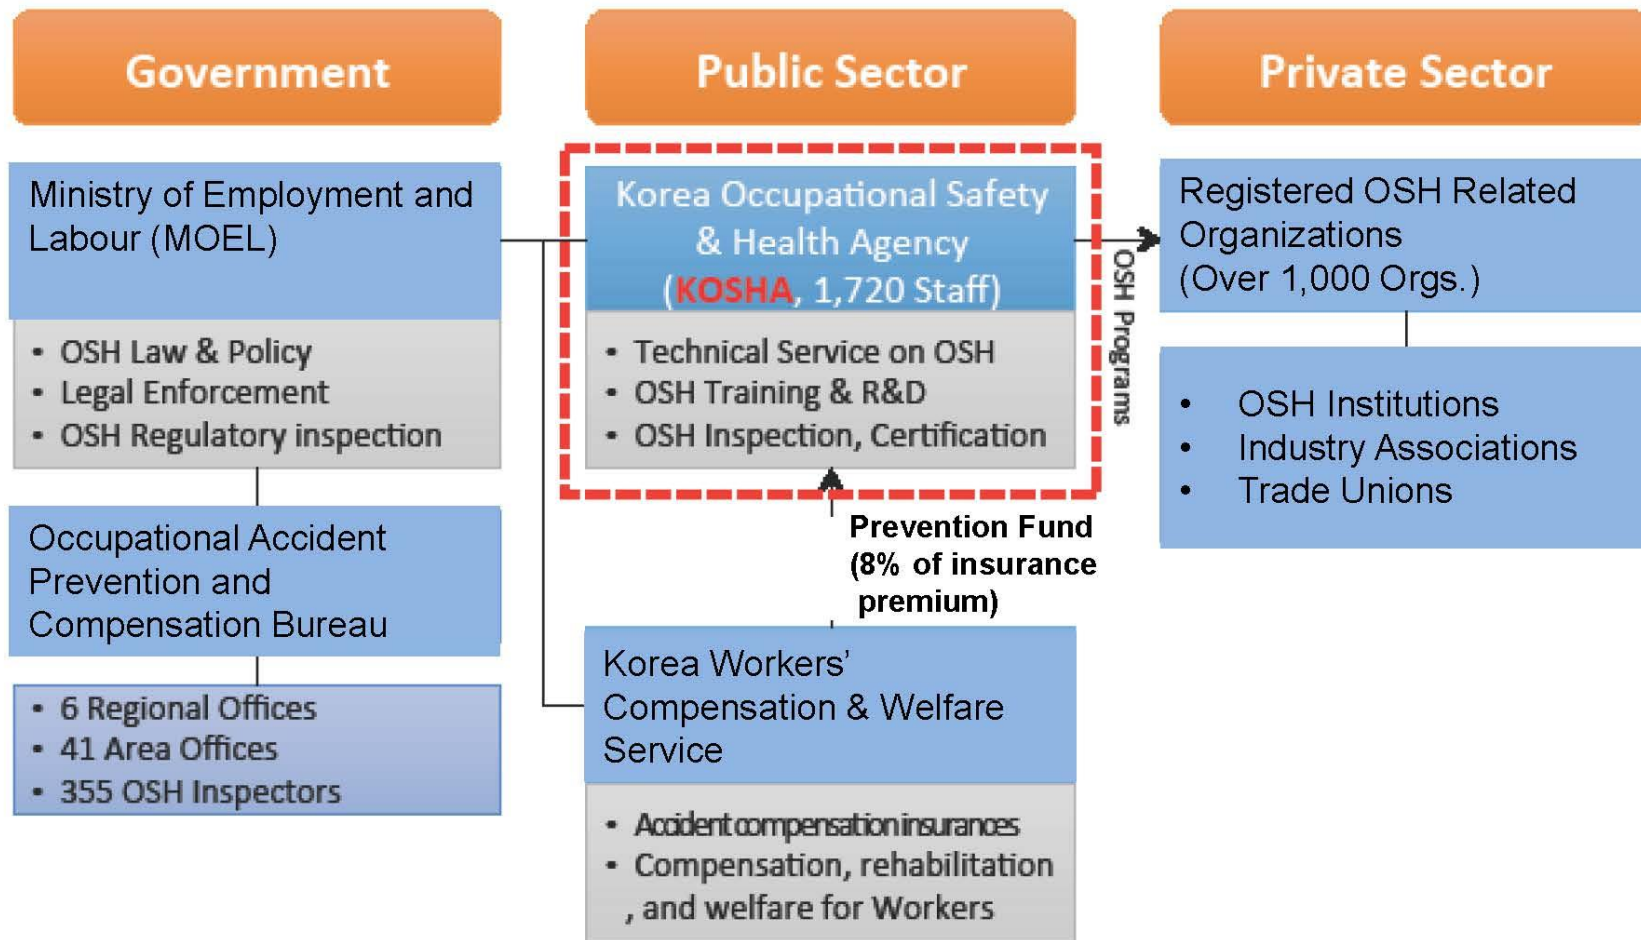 Government
Public Sector
Private Sector
Ministry of Employment and
Labour (MOEL)
• OSH Law & Policy
• Legal Enforcement
• OSH Regulatory inspection
Occupational Accident
Prevention and
Compensation Bureau
• 6 Regional Offices
• 41 Area Offices
• 355 OSH Inspectors
Korea Occupational Safety
& Health Agency
(KOSHA, 1,720 Staff)
• Technical Service on OSH
• OSH Training & R&D
• OSH Inspection, Certification
OSH Programs
Prevention Fund
(8% of insurance
premium)
Korea Workers’
Compensation & Welfare
Service
• Accident compensation insurances
• Compensation, rehabilitation
, and welfare for Workers
Registered OSH Related
Organizations
(Over 1,000 Orgs.)
• OSH Institutions
• Industry Associations
• Trade Unions